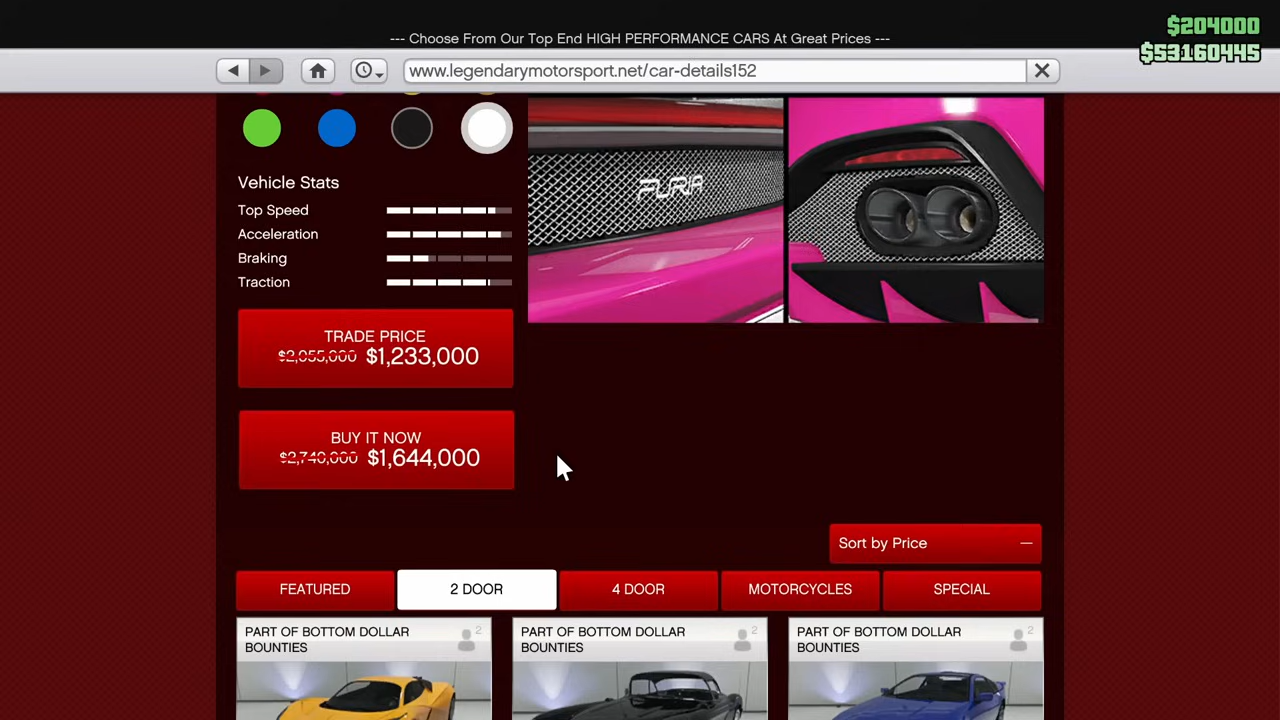 $204000
--- Choose From Our Top End HIGH PERFORMANCE CARS At Great Prices ---
$53160445
www.legendarymotorsport.net/car-details152
FURIA
Vehicle Stats
Top Speed
Acceleration
Braking
Traction
TRADE PRICE
$2,055,000 $1,233,000
BUY IT NOW
$2,740,000 $1,644,000
Sort by Price
FEATURED
2 DOOR
4 DOOR
MOTORCYCLES
SPECIAL
PART OF BOTTOM DOLLAR
BOUNTIES
2
PART OF BOTTOM DOLLAR
BOUNTIES
2
PART OF BOTTOM DOLLAR
BOUNTIES
2